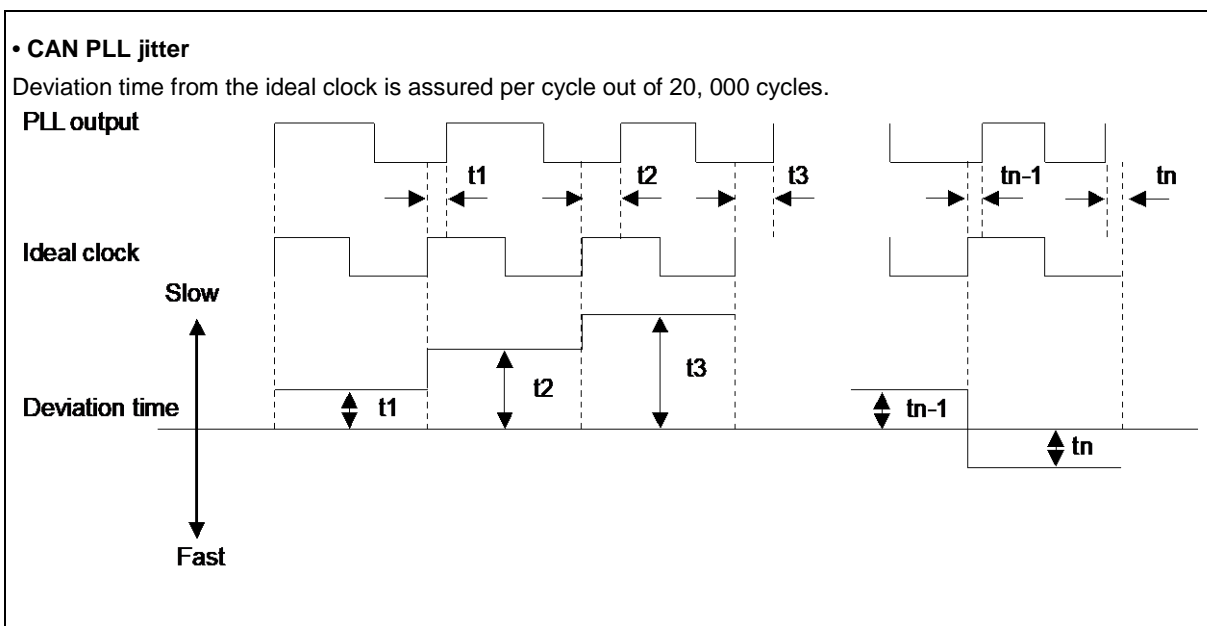 • CAN PLL jitter
Deviation time from the ideal clock is assured per cycle out of 20, 000 cycles.
PLL output
t1
t2
t3
tn-1
tn
Ideal clock
Slow
Deviation time
t1
t2
t3
tn-1
tn
Fast